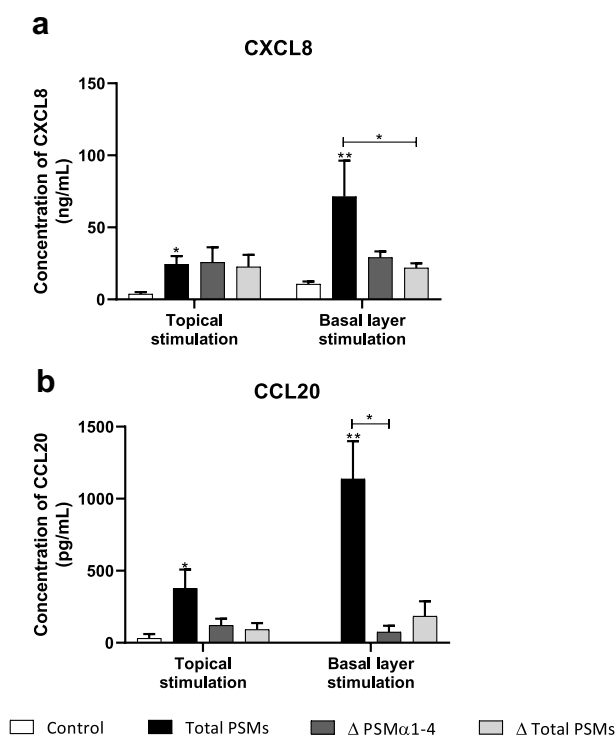 a
CXCL8
Concentration of CXCL8
(ng/mL)
150
100
50
0
*
**
*
Topical
stimulation
Basal layer
stimulation
b
CCL20
Concentration of CCL20
(pg/mL)
1500
1000
500
0
*
**
*
Topical
stimulation
Basal layer
stimulation
Control
Total PSMs
Δ PSMα1-4
Δ Total PSMs